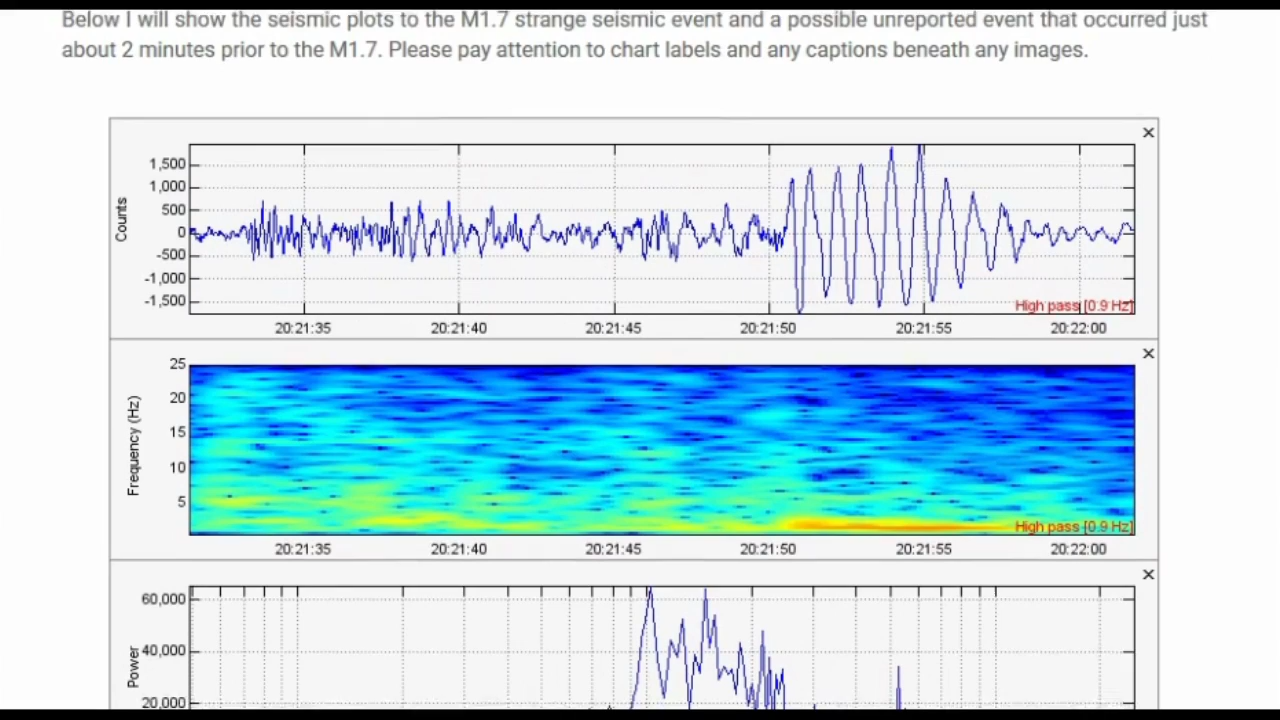 Below I will show the seismic plots to the M1.7 strange seismic event and a possible unreported event that occurred just
about 2 minutes prior to the M1.7. Please pay attention to chart labels and any captions beneath any images.
Counts
1,500
1,000
500
0
-500
-1,000
-1,500
High pass [0.9 Hz]
20:21:35 20:21:40 20:21:45 20:21:50 20:21:55 20:22:00
Frequency (Hz)
25
20
15
10
5
High pass [0.9 Hz]
20:21:35 20:21:40 20:21:45 20:21:50 20:21:55 20:22:00
Power
60,000
40,000
20,000